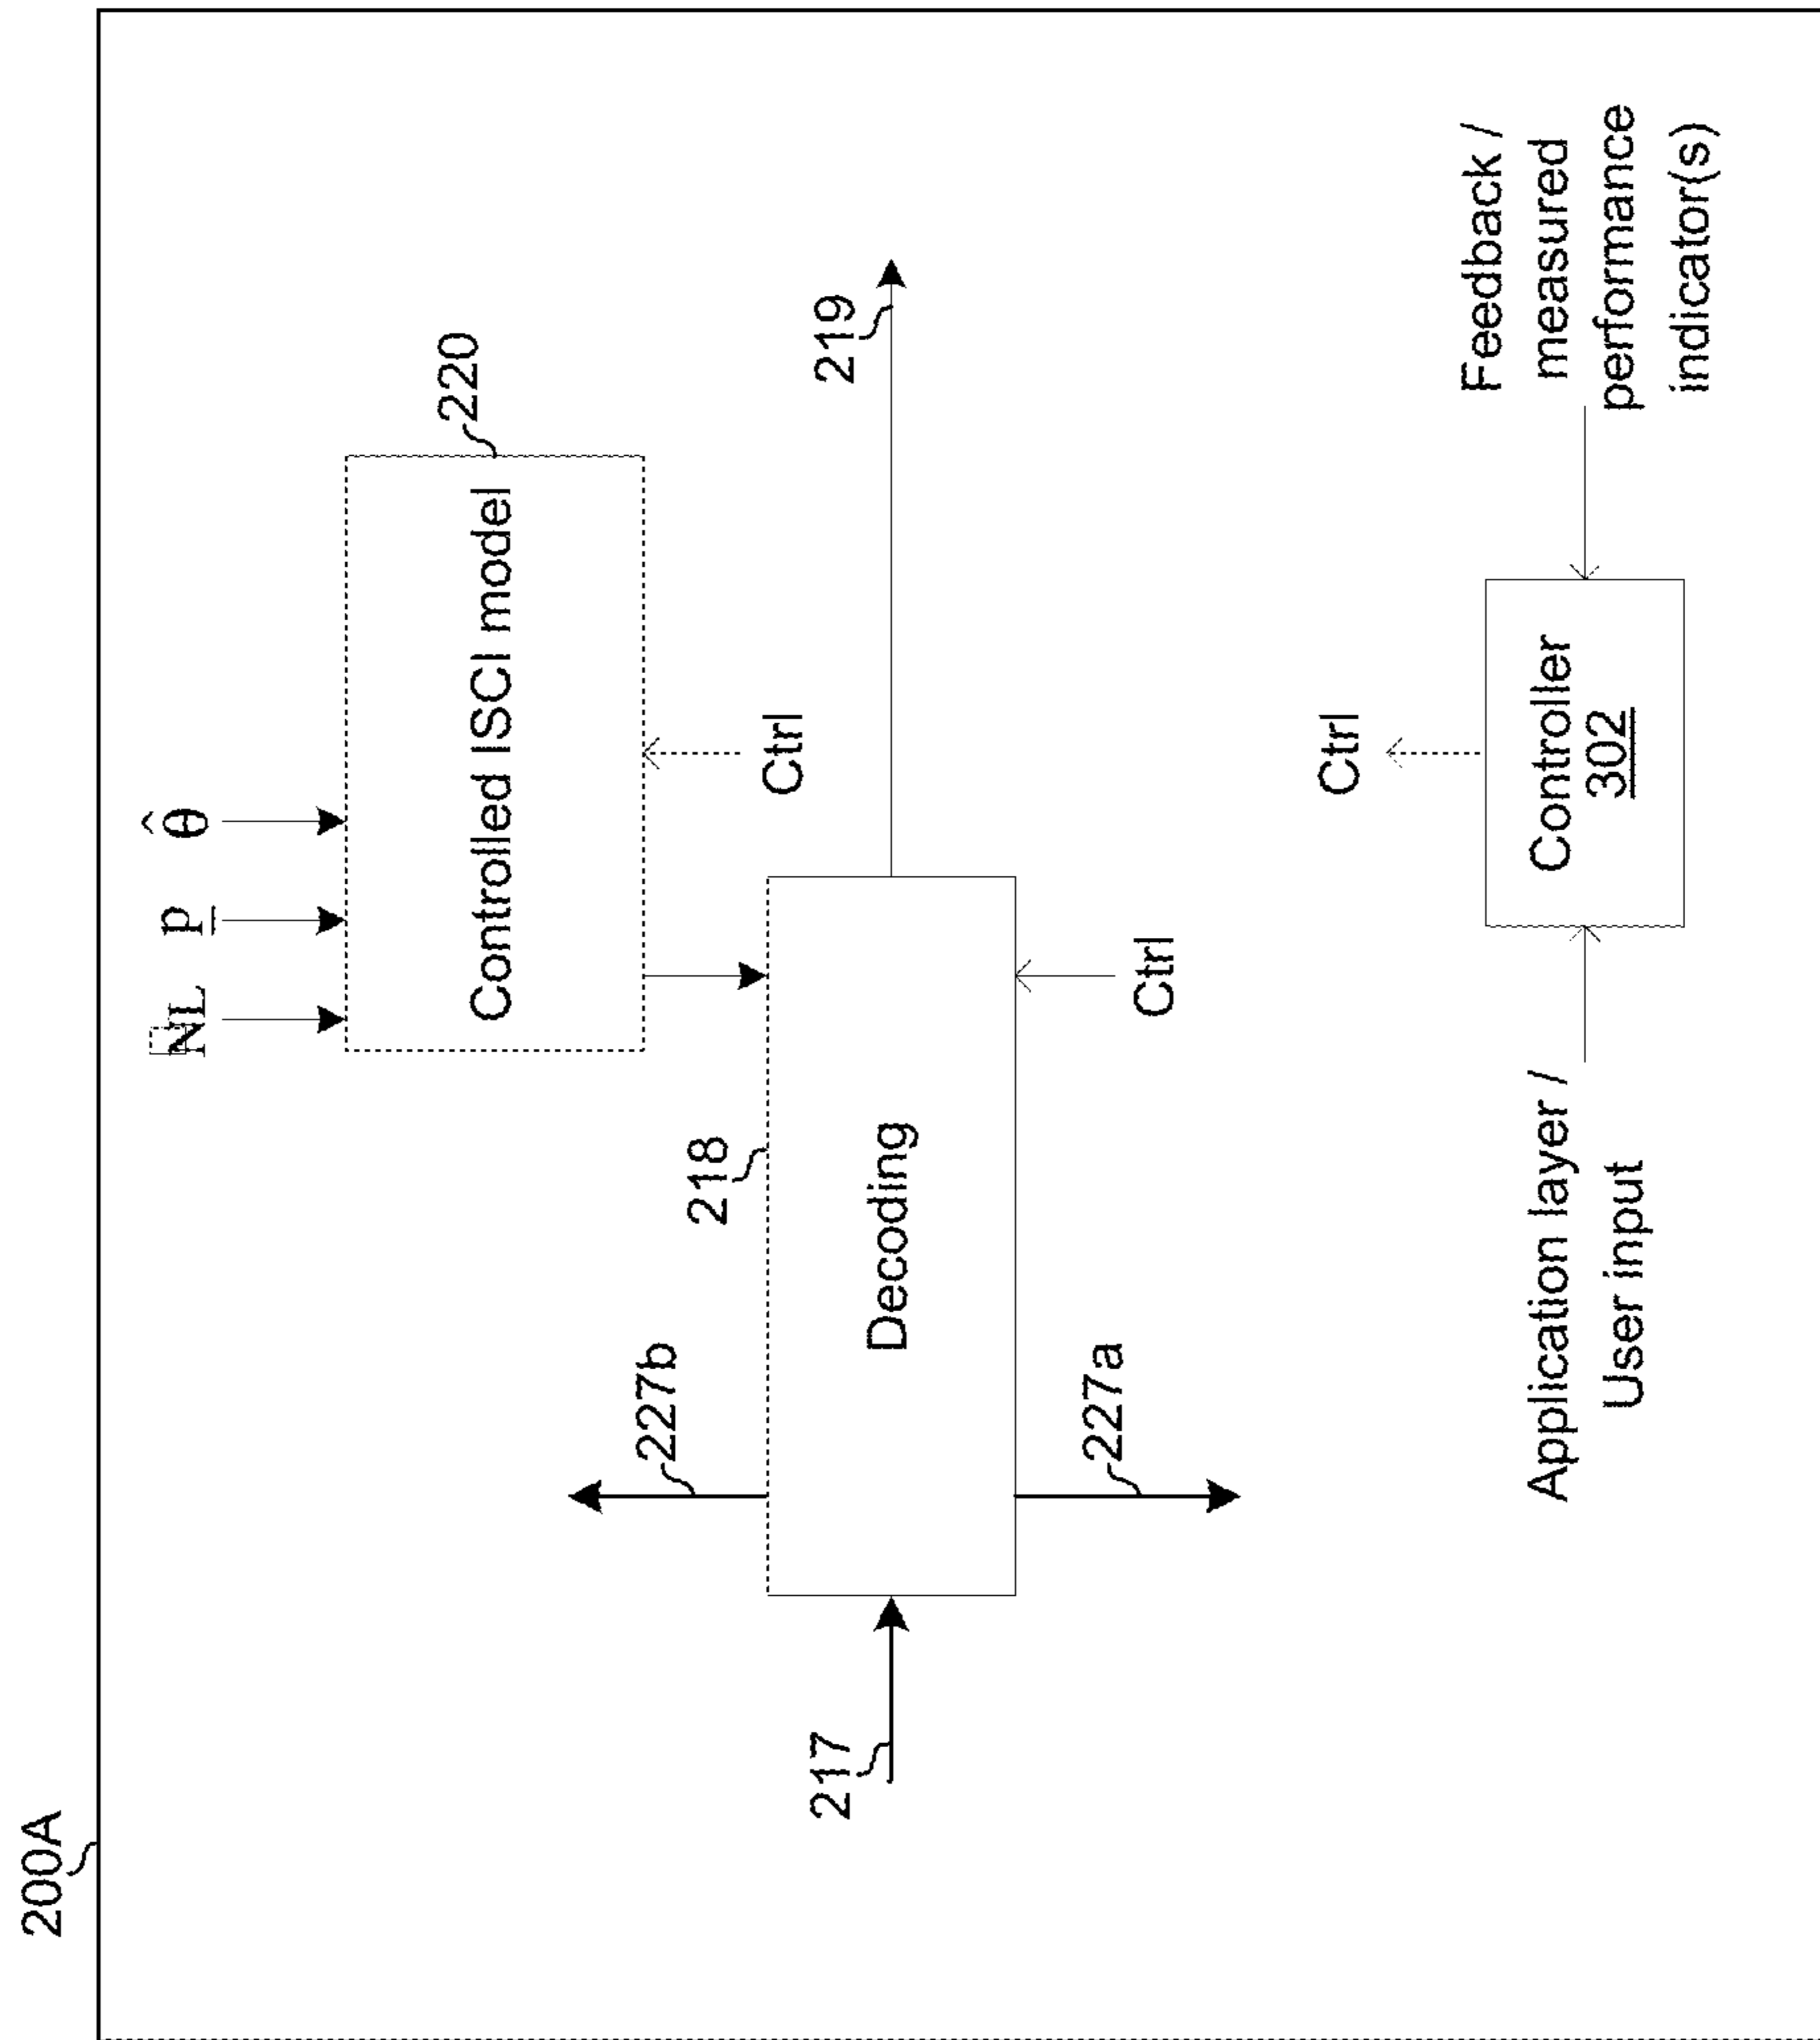 200A
NL p θ̂
220
Controlled ISCI model
227b
218
Ctrl
217
219
Decoding
227a
Ctrl
Ctrl
Application layer /
User input
Controller
302
Feedback /
measured
performance
indicator(s)